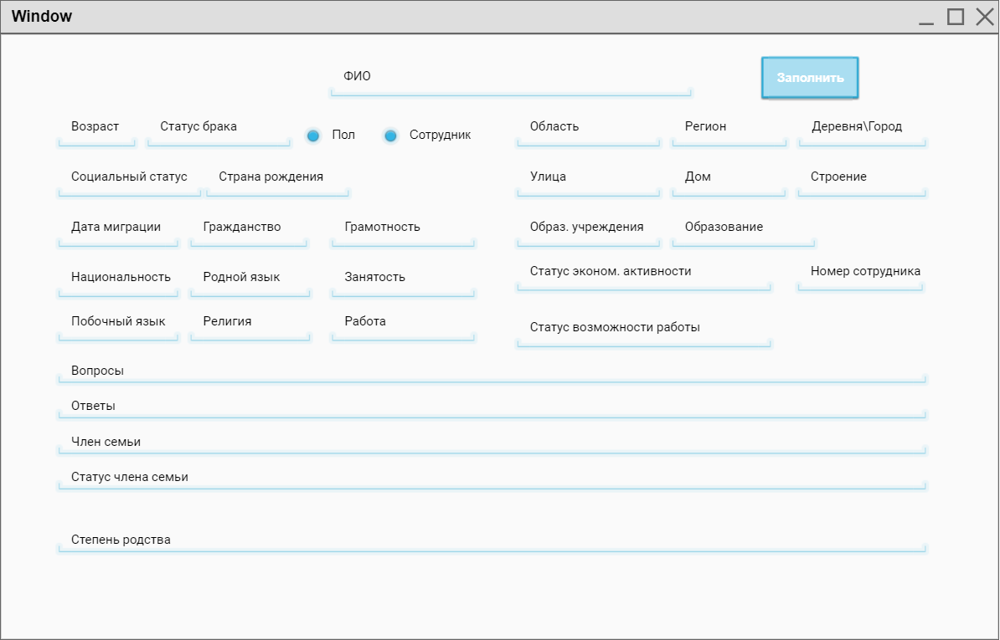 Window
ФИО Заполнить
Возраст Статус брака Пол Сотрудник Область Регион Деревня\Город
Социальный статус Страна рождения Улица Дом Строение
Дата миграции Гражданство Грамотность Образ. учреждения Образование
Национальность Родной язык Занятость Статус эконом. активности Номер сотрудника
Побочный язык Религия Работа Статус возможности работы
Вопросы
Ответы
Член семьи
Статус члена семьи
Степень родства